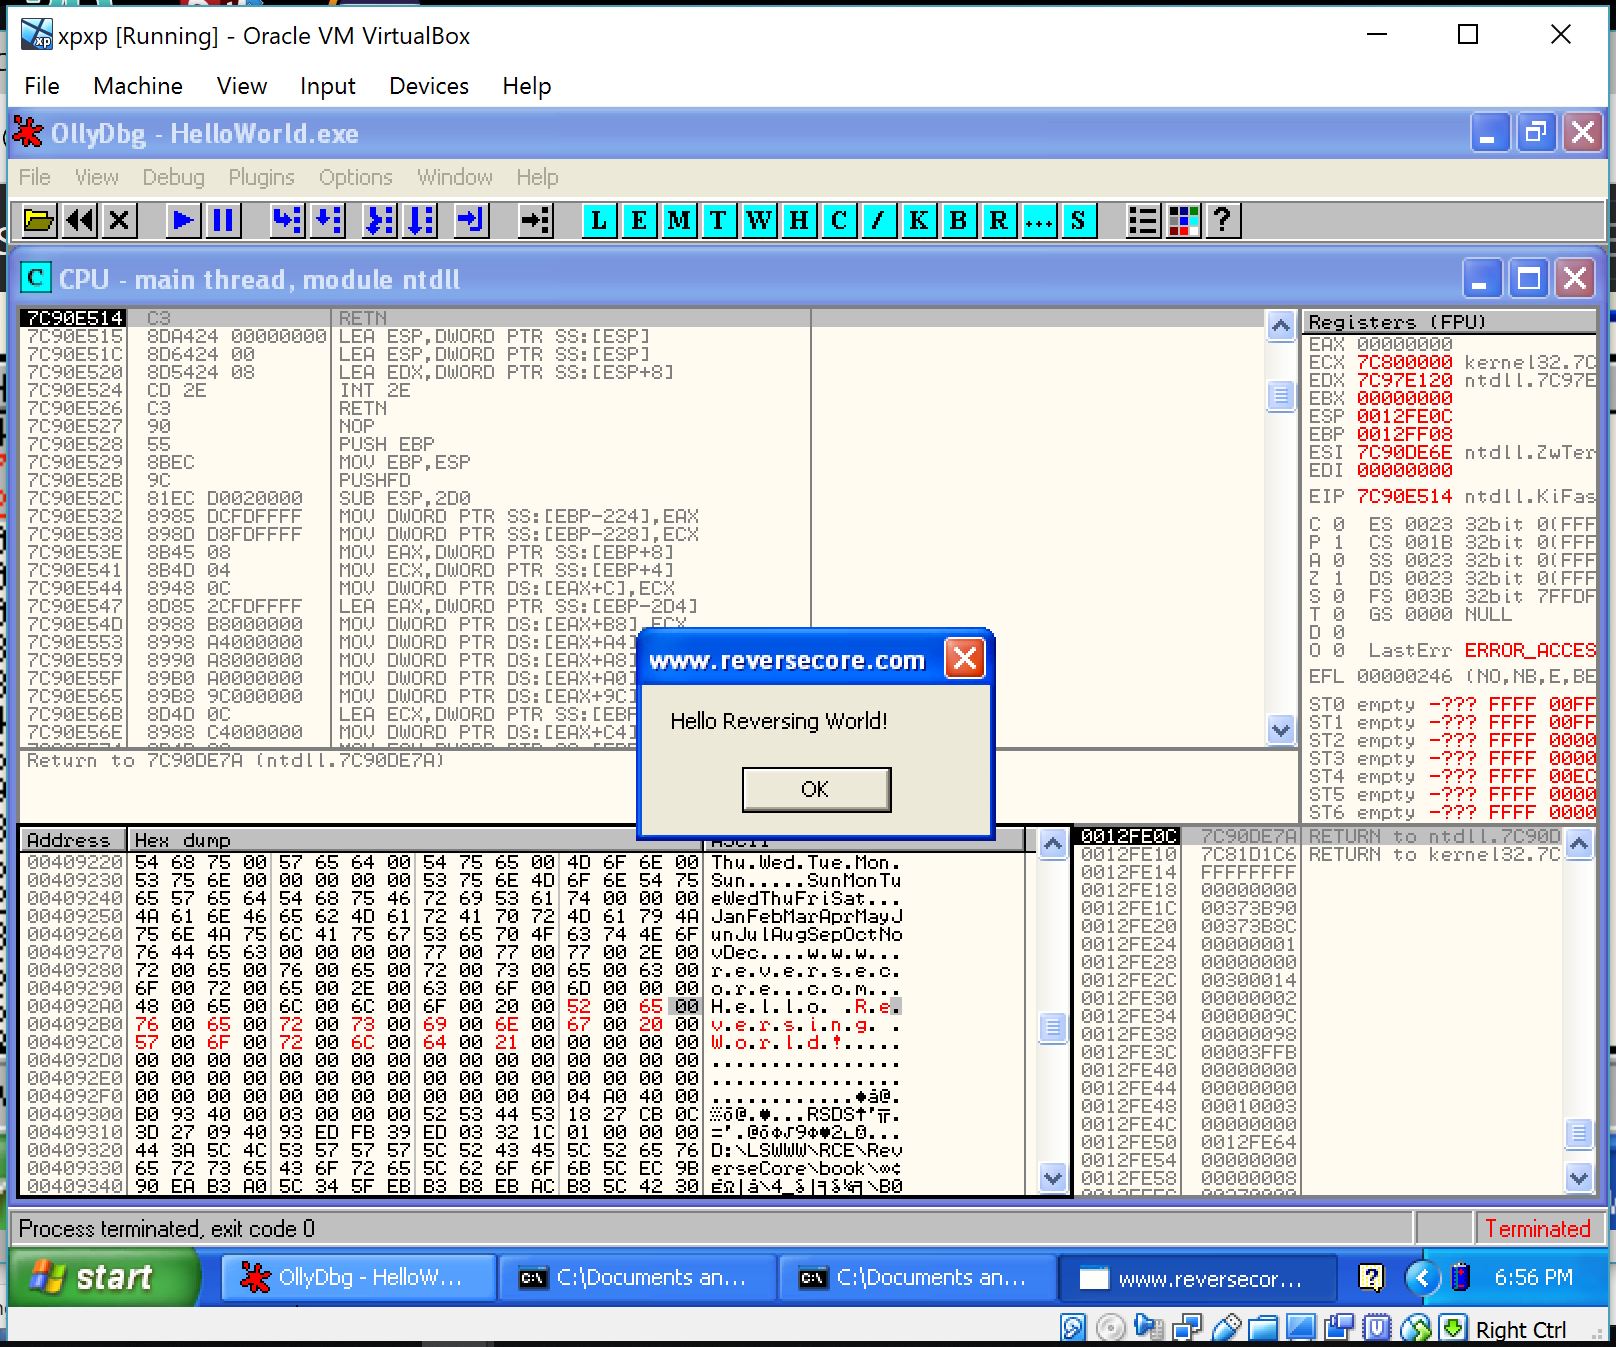 xpxp [Running] - Oracle VM VirtualBox
File Machine View Input Devices Help
OllyDbg - HelloWorld.exe
File View Debug Plugins Options Window Help
L E M T W H C / K B R ... S ?
C CPU - main thread, module ntdll
7C90E514 C3 RETN
7C90E515 8DA424 00000000 LEA ESP,DWORD PTR SS:[ESP]
7C90E51C 8D6424 00 LEA ESP,DWORD PTR SS:[ESP]
7C90E520 8D5424 08 LEA EDX,DWORD PTR SS:[ESP+8]
7C90E524 CD 2E INT 2E
7C90E526 C3 RETN
7C90E527 90 NOP
7C90E528 55 PUSH EBP
7C90E529 8BEC MOV EBP,ESP
7C90E52B 9C PUSHFD
7C90E52C 81EC D0020000 SUB ESP,2D0
7C90E532 8985 DCFDFFFF MOV DWORD PTR SS:[EBP-224],EAX
7C90E538 898D D8FDFFFF MOV DWORD PTR SS:[EBP-228],ECX
7C90E53E 8B45 08 MOV EAX,DWORD PTR SS:[EBP+8]
7C90E541 8B4D 04 MOV ECX,DWORD PTR SS:[EBP+4]
7C90E544 8948 0C MOV DWORD PTR DS:[EAX+C],ECX
7C90E547 8D85 2CFDFFFF LEA EAX,DWORD PTR SS:[EBP-2D4]
7C90E54D 8988 B8000000 MOV DWORD PTR DS:[EAX+B8],ECX
7C90E553 8998 A4000000 MOV DWORD PTR DS:[EAX+A4]
7C90E559 8990 A8000000 MOV DWORD PTR DS:[EAX+A8]
7C90E55F 89B0 A0000000 MOV DWORD PTR DS:[EAX+A0]
7C90E565 89B8 9C000000 MOV DWORD PTR DS:[EAX+9C]
7C90E56B 8D4D 0C LEA ECX,DWORD PTR SS:[EBP
7C90E56E 8988 C4000000 MOV DWORD PTR DS:[EAX+C4]
Return to 7C90DE7A (ntdll.7C90DE7A)
Registers (FPU)
EAX 00000000
ECX 7C800000 kernel32.7C
EDX 7C97E120 ntdll.7C97E
EBX 00000000
ESP 0012FE0C
EBP 0012FF08
ESI 7C90DE6E ntdll.ZwTer
EDI 00000000
EIP 7C90E514 ntdll.KiFas
C 0 ES 0023 32bit 0(FFF
P 1 CS 001B 32bit 0(FFF
A 0 SS 0023 32bit 0(FFF
Z 1 DS 0023 32bit 0(FFF
S 0 FS 003B 32bit 7FFDF
T 0 GS 0000 NULL
D 0
O 0 LastErr ERROR_ACCES
EFL 00000246 (NO,NB,E,BE
ST0 empty -??? FFFF 00FF
ST1 empty -??? FFFF 00FF
ST2 empty -??? FFFF 0000
ST3 empty -??? FFFF 0000
ST4 empty -??? FFFF 00EC
ST5 empty -??? FFFF 0000
ST6 empty -??? FFFF 0000
www.reversecore.com
Hello Reversing World!
OK
Address Hex dump ASCII
00409220 54 68 75 00 57 65 64 00 54 75 65 00 4D 6F 6E 00 Thu.Wed.Tue.Mon.
00409230 53 75 6E 00 00 00 00 00 53 75 6E 4D 6F 6E 54 75 Sun.....SunMonTu
00409240 65 57 65 64 54 68 75 46 72 69 53 61 74 00 00 00 eWedThuFriSat...
00409250 4A 61 6E 46 65 62 4D 61 72 41 70 72 4D 61 79 4A JanFebMarAprMayJ
00409260 75 6E 4A 75 6C 41 75 67 53 65 70 4F 63 74 4E 6F unJulAugSepOctNo
00409270 76 44 65 63 00 00 00 00 77 00 77 00 77 00 2E 00 vDec....w.w.w...
00409280 72 00 65 00 76 00 65 00 72 00 73 00 65 00 63 00 r.e.v.e.r.s.e.c.
00409290 6F 00 72 00 65 00 2E 00 63 00 6F 00 6D 00 00 00 o.r.e...c.o.m...
004092A0 48 00 65 00 6C 00 6C 00 6F 00 20 00 52 00 65 00 H.e.l.l.o. .R.e.
004092B0 76 00 65 00 72 00 73 00 69 00 6E 00 67 00 20 00 v.e.r.s.i.n.g. .
004092C0 57 00 6F 00 72 00 6C 00 64 00 21 00 00 00 00 00 W.o.r.l.d.!.....
004092D0 00 00 00 00 00 00 00 00 00 00 00 00 00 00 00 00 ................
004092E0 00 00 00 00 00 00 00 00 00 00 00 00 00 00 00 00 ................
004092F0 00 00 00 00 00 00 00 00 00 00 00 00 04 A0 40 00 ............♦á@.
00409300 B0 93 40 00 03 00 00 00 52 53 44 53 18 27 CB 0C ░ô@.♥...RSDS↑'╦.
00409310 3D 27 09 40 93 ED FB 39 ED 03 32 1C 01 00 00 00
00409320 44 3A 5C 4C 53 57 57 57 5C 52 43 45 5C 52 65 76 D:\LSWWW\RCE\Rev
00409330 65 72 73 65 43 6F 72 65 5C 62 6F 6F 6B 5C EC 9B erseCore\book\∞¢
00409340 90 EA B3 A0 5C 34 5F EB B3 B8 EB AC B8 5C 42 30
0012FE0C 7C90DE7A RETURN to ntdll.7C90D
0012FE10 7C81D1C6 RETURN to kernel32.7C
0012FE14 FFFFFFFF
0012FE18 00000000
0012FE1C 00373B90
0012FE20 00373B8C
0012FE24 00000001
0012FE28 00000000
0012FE2C 00300014
0012FE30 00000002
0012FE34 0000009C
0012FE38 00000098
0012FE3C 00003FFB
0012FE40 00000000
0012FE44 00000000
0012FE48 00010003
0012FE4C 00000000
0012FE50 0012FE64
0012FE54 00000000
0012FE58 00000008
Process terminated, exit code 0
Terminated
start
OllyDbg - HelloW...
C:\Documents an...
C:\Documents an...
www.reversecor...
6:56 PM
Right Ctrl